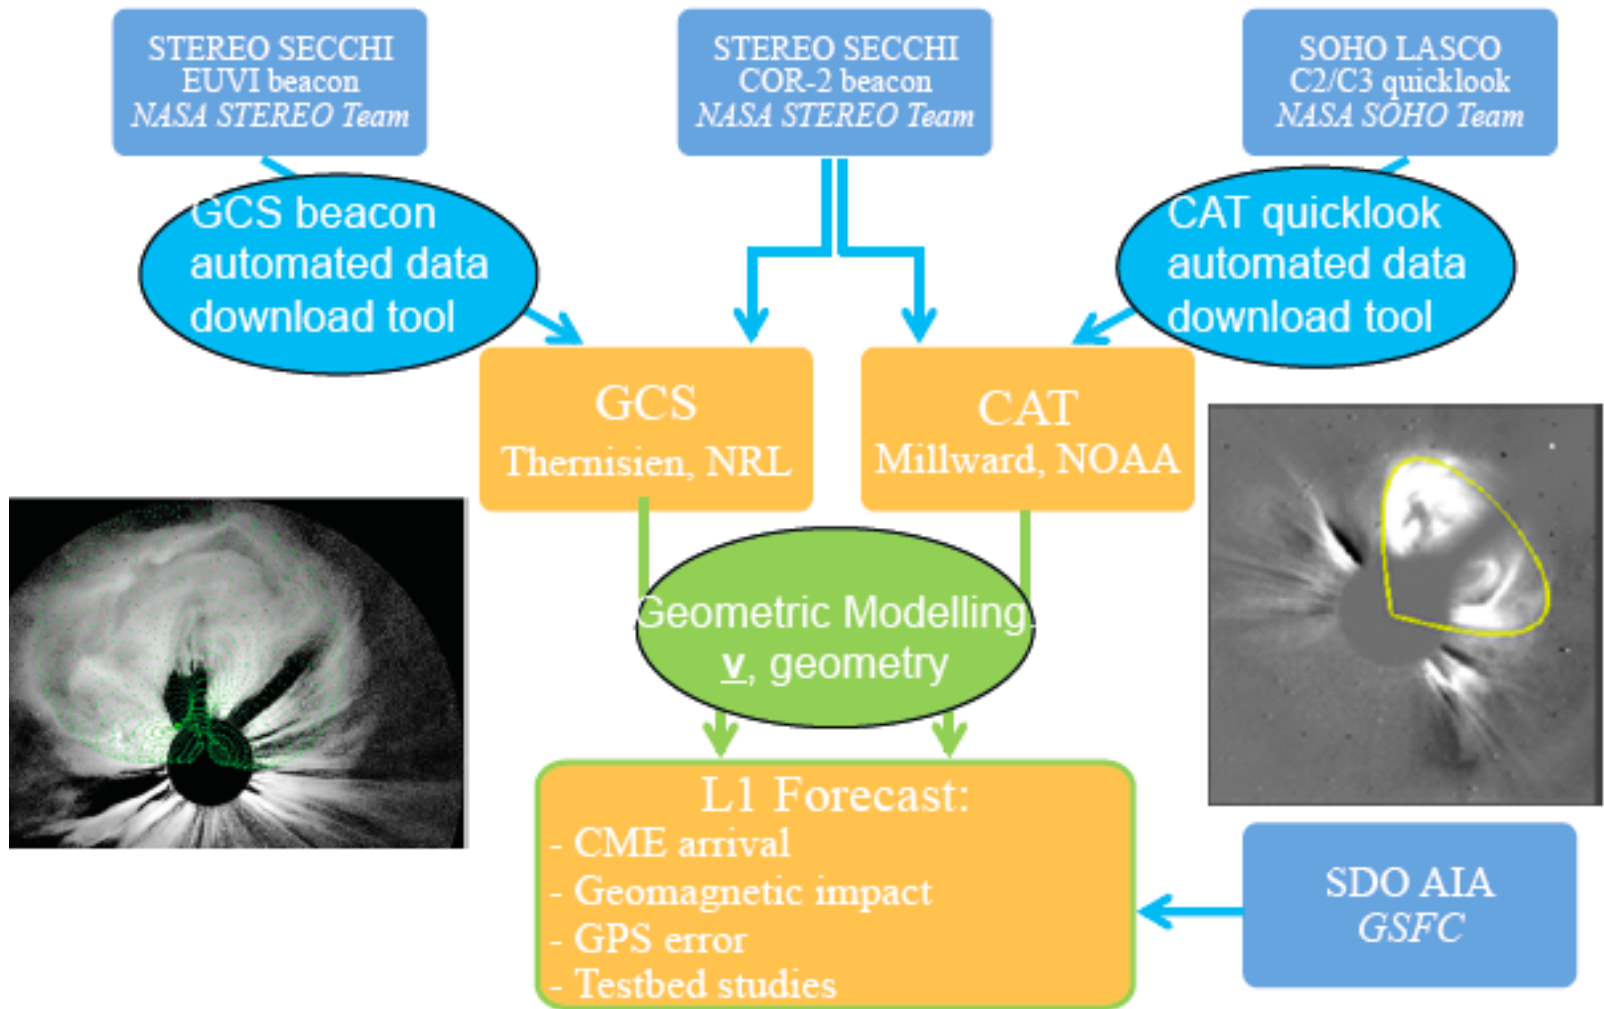 STEREO SECCHI
EUVI beacon
NASA STEREO Team
STEREO SECCHI
COR-2 beacon
NASA STEREO Team
SOHO LASCO
C2/C3 quicklook
NASA SOHO Team
GCS beacon
automated data
download tool
CAT quicklook
automated data
download tool
GCS
Thernisien, NRL
CAT
Millward, NOAA
Geometric Modelling.
v, geometry
L1 Forecast:
- CME arrival
- Geomagnetic impact
- GPS error
- Testbed studies
SDO AIA
GSFC